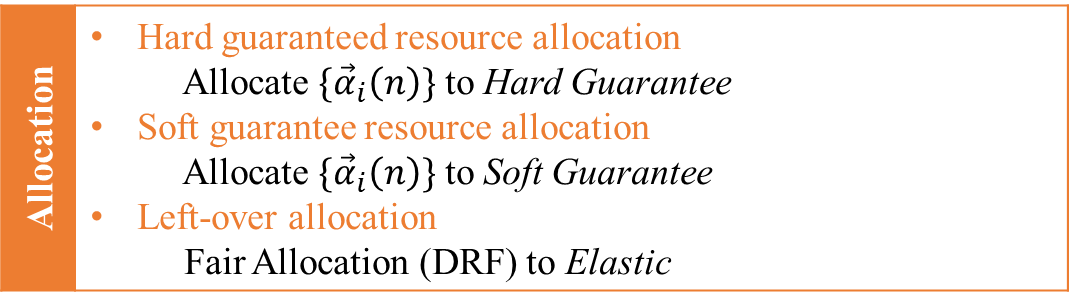 Allocation
• Hard guaranteed resource allocation
Allocate {α⃗ᵢ(n)} to Hard Guarantee
• Soft guarantee resource allocation
Allocate {α⃗ᵢ(n)} to Soft Guarantee
• Left-over allocation
Fair Allocation (DRF) to Elastic